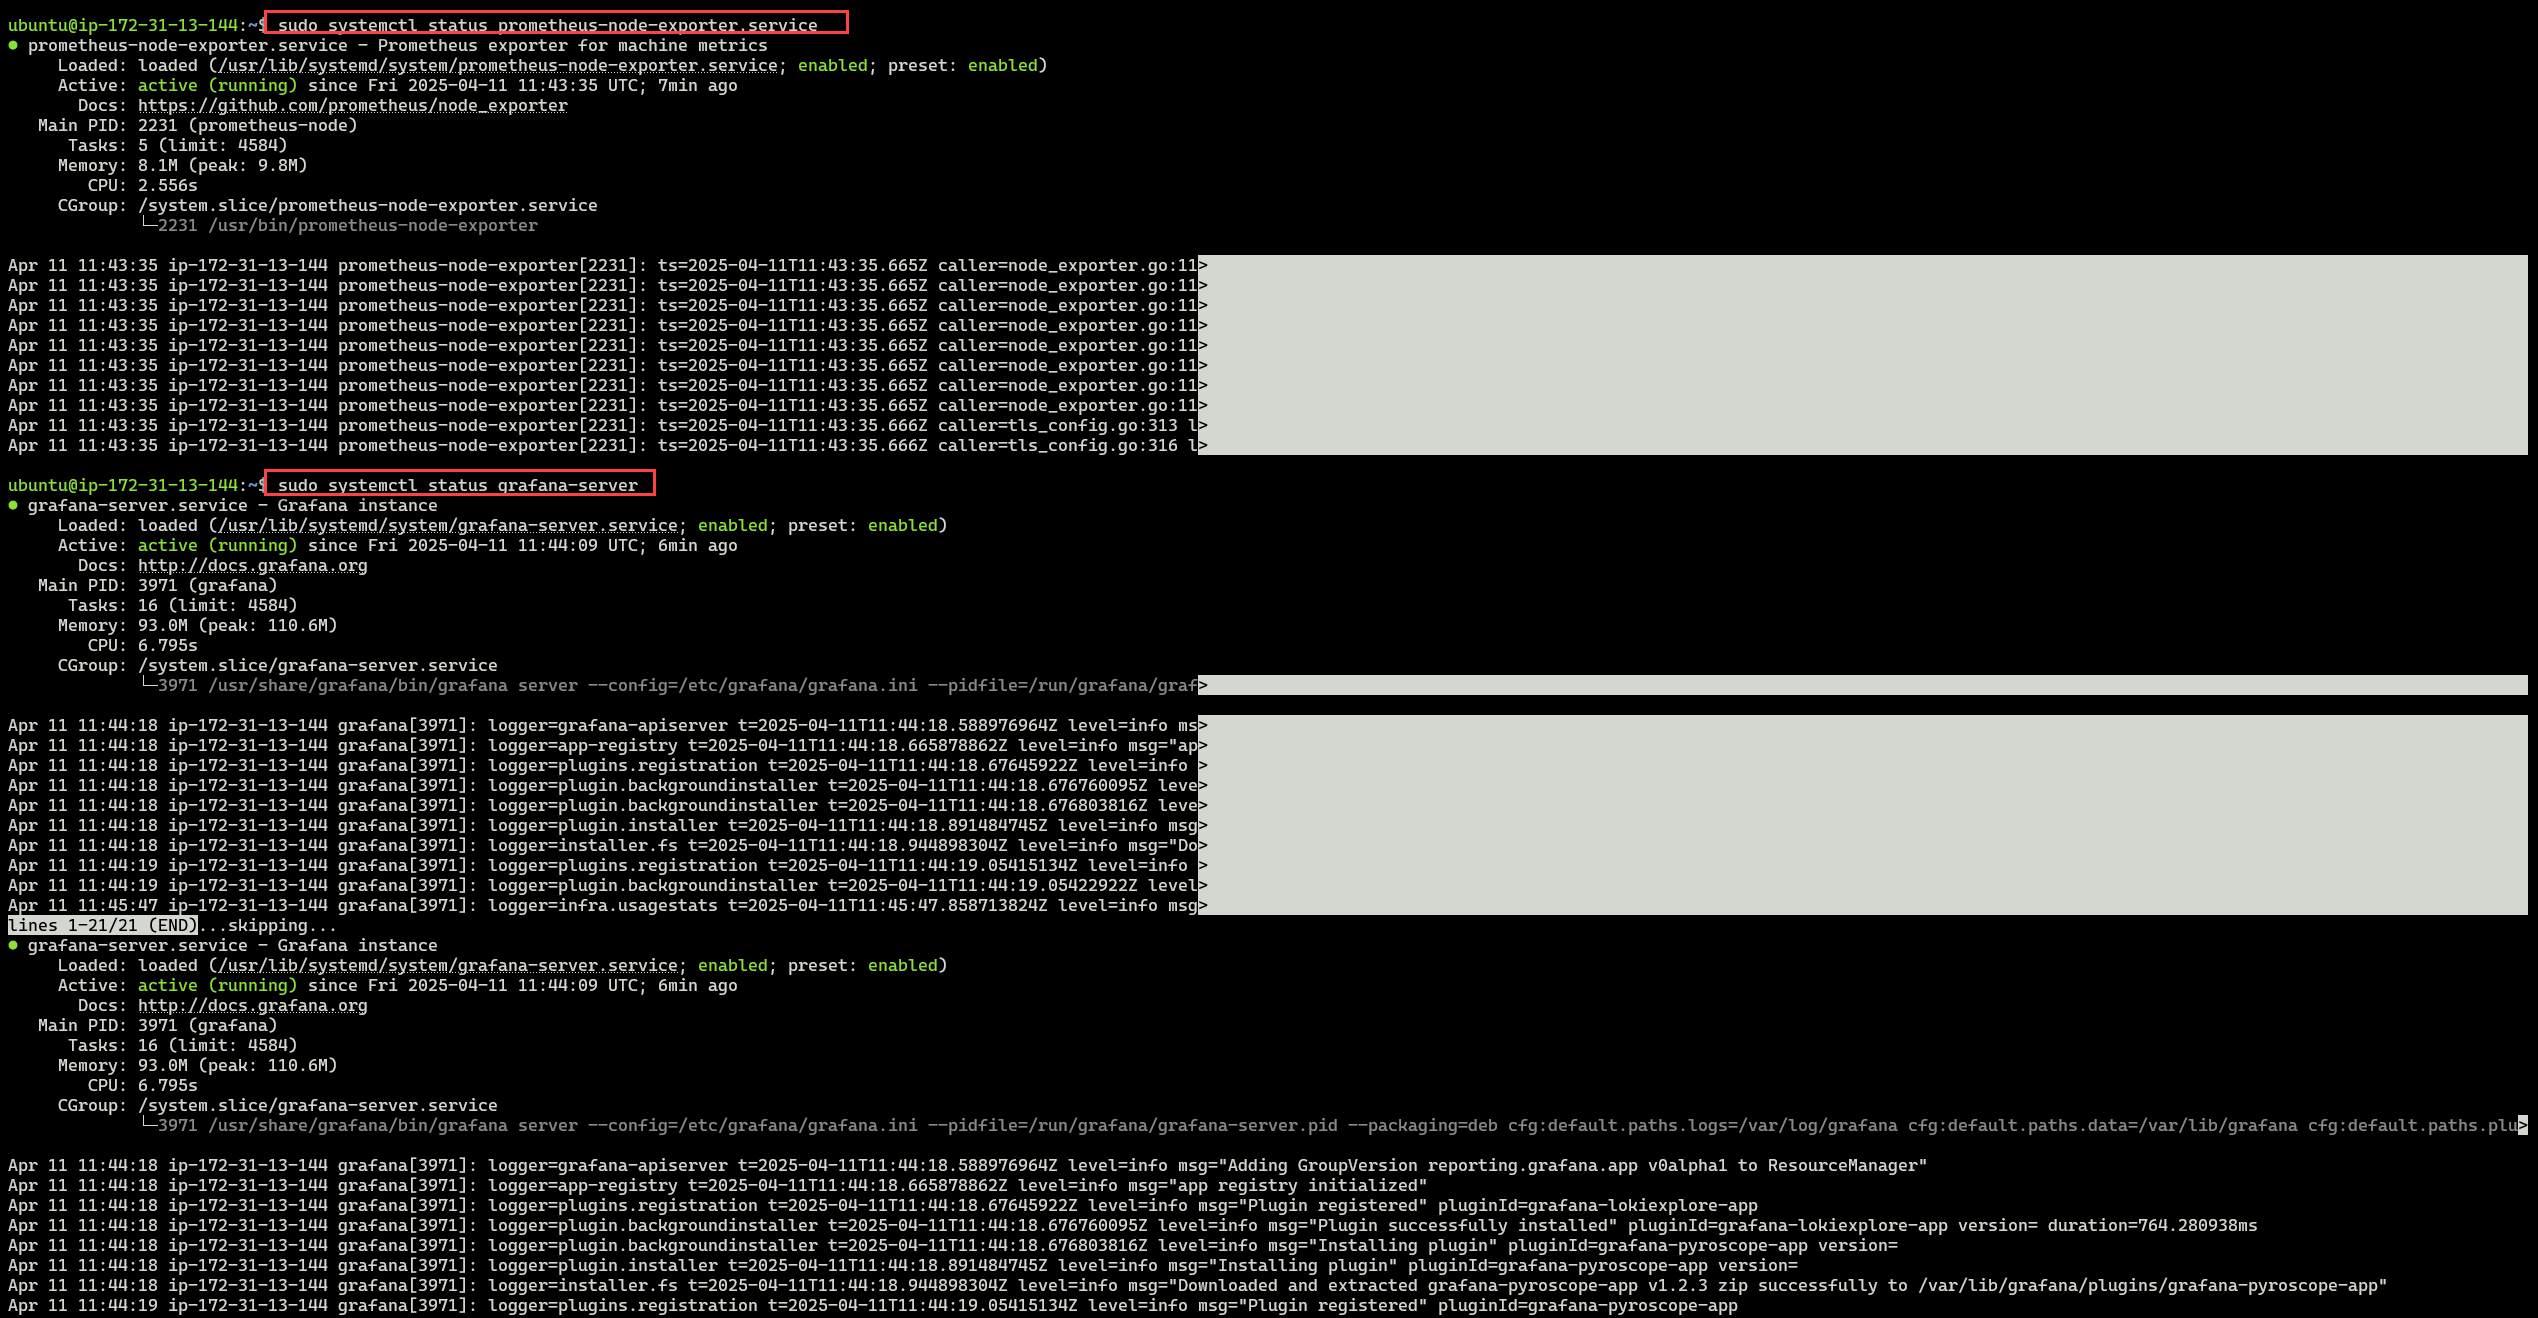 ubuntu@ip-172-31-13-144:~$ sudo systemctl status prometheus-node-exporter.service
● prometheus-node-exporter.service - Prometheus exporter for machine metrics
     Loaded: loaded (/usr/lib/systemd/system/prometheus-node-exporter.service; enabled; preset: enabled)
     Active: active (running) since Fri 2025-04-11 11:43:35 UTC; 7min ago
       Docs: https://github.com/prometheus/node_exporter
   Main PID: 2231 (prometheus-node)
      Tasks: 5 (limit: 4584)
     Memory: 8.1M (peak: 9.8M)
        CPU: 2.556s
     CGroup: /system.slice/prometheus-node-exporter.service
             └─2231 /usr/bin/prometheus-node-exporter
Apr 11 11:43:35 ip-172-31-13-144 prometheus-node-exporter[2231]: ts=2025-04-11T11:43:35.665Z caller=node_exporter.go:11>
Apr 11 11:43:35 ip-172-31-13-144 prometheus-node-exporter[2231]: ts=2025-04-11T11:43:35.665Z caller=node_exporter.go:11>
Apr 11 11:43:35 ip-172-31-13-144 prometheus-node-exporter[2231]: ts=2025-04-11T11:43:35.665Z caller=node_exporter.go:11>
Apr 11 11:43:35 ip-172-31-13-144 prometheus-node-exporter[2231]: ts=2025-04-11T11:43:35.665Z caller=node_exporter.go:11>
Apr 11 11:43:35 ip-172-31-13-144 prometheus-node-exporter[2231]: ts=2025-04-11T11:43:35.665Z caller=node_exporter.go:11>
Apr 11 11:43:35 ip-172-31-13-144 prometheus-node-exporter[2231]: ts=2025-04-11T11:43:35.665Z caller=node_exporter.go:11>
Apr 11 11:43:35 ip-172-31-13-144 prometheus-node-exporter[2231]: ts=2025-04-11T11:43:35.665Z caller=node_exporter.go:11>
Apr 11 11:43:35 ip-172-31-13-144 prometheus-node-exporter[2231]: ts=2025-04-11T11:43:35.665Z caller=node_exporter.go:11>
Apr 11 11:43:35 ip-172-31-13-144 prometheus-node-exporter[2231]: ts=2025-04-11T11:43:35.666Z caller=tls_config.go:313 l>
Apr 11 11:43:35 ip-172-31-13-144 prometheus-node-exporter[2231]: ts=2025-04-11T11:43:35.666Z caller=tls_config.go:316 l>
ubuntu@ip-172-31-13-144:~$ sudo systemctl status grafana-server
● grafana-server.service - Grafana instance
     Loaded: loaded (/usr/lib/systemd/system/grafana-server.service; enabled; preset: enabled)
     Active: active (running) since Fri 2025-04-11 11:44:09 UTC; 6min ago
       Docs: http://docs.grafana.org
   Main PID: 3971 (grafana)
      Tasks: 16 (limit: 4584)
     Memory: 93.0M (peak: 110.6M)
        CPU: 6.795s
     CGroup: /system.slice/grafana-server.service
             └─3971 /usr/share/grafana/bin/grafana server --config=/etc/grafana/grafana.ini --pidfile=/run/grafana/graf>
Apr 11 11:44:18 ip-172-31-13-144 grafana[3971]: logger=grafana-apiserver t=2025-04-11T11:44:18.588976964Z level=info ms>
Apr 11 11:44:18 ip-172-31-13-144 grafana[3971]: logger=app-registry t=2025-04-11T11:44:18.665878862Z level=info msg="ap>
Apr 11 11:44:18 ip-172-31-13-144 grafana[3971]: logger=plugins.registration t=2025-04-11T11:44:18.67645922Z level=info >
Apr 11 11:44:18 ip-172-31-13-144 grafana[3971]: logger=plugin.backgroundinstaller t=2025-04-11T11:44:18.676760095Z leve>
Apr 11 11:44:18 ip-172-31-13-144 grafana[3971]: logger=plugin.backgroundinstaller t=2025-04-11T11:44:18.676803816Z leve>
Apr 11 11:44:18 ip-172-31-13-144 grafana[3971]: logger=plugin.installer t=2025-04-11T11:44:18.891484745Z level=info msg>
Apr 11 11:44:18 ip-172-31-13-144 grafana[3971]: logger=installer.fs t=2025-04-11T11:44:18.944898304Z level=info msg="Do>
Apr 11 11:44:19 ip-172-31-13-144 grafana[3971]: logger=plugins.registration t=2025-04-11T11:44:19.05415134Z level=info >
Apr 11 11:44:19 ip-172-31-13-144 grafana[3971]: logger=plugin.backgroundinstaller t=2025-04-11T11:44:19.05422922Z level>
Apr 11 11:45:47 ip-172-31-13-144 grafana[3971]: logger=infra.usagestats t=2025-04-11T11:45:47.858713824Z level=info msg>
lines 1-21/21 (END)...skipping...
● grafana-server.service - Grafana instance
     Loaded: loaded (/usr/lib/systemd/system/grafana-server.service; enabled; preset: enabled)
     Active: active (running) since Fri 2025-04-11 11:44:09 UTC; 6min ago
       Docs: http://docs.grafana.org
   Main PID: 3971 (grafana)
      Tasks: 16 (limit: 4584)
     Memory: 93.0M (peak: 110.6M)
        CPU: 6.795s
     CGroup: /system.slice/grafana-server.service
             └─3971 /usr/share/grafana/bin/grafana server --config=/etc/grafana/grafana.ini --pidfile=/run/grafana/grafana-server.pid --packaging=deb cfg:default.paths.logs=/var/log/grafana cfg:default.paths.data=/var/lib/grafana cfg:default.paths.plu>
Apr 11 11:44:18 ip-172-31-13-144 grafana[3971]: logger=grafana-apiserver t=2025-04-11T11:44:18.588976964Z level=info msg="Adding GroupVersion reporting.grafana.app v0alpha1 to ResourceManager"
Apr 11 11:44:18 ip-172-31-13-144 grafana[3971]: logger=app-registry t=2025-04-11T11:44:18.665878862Z level=info msg="app registry initialized"
Apr 11 11:44:18 ip-172-31-13-144 grafana[3971]: logger=plugins.registration t=2025-04-11T11:44:18.67645922Z level=info msg="Plugin registered" pluginId=grafana-lokiexplore-app
Apr 11 11:44:18 ip-172-31-13-144 grafana[3971]: logger=plugin.backgroundinstaller t=2025-04-11T11:44:18.676760095Z level=info msg="Plugin successfully installed" pluginId=grafana-lokiexplore-app version= duration=764.280938ms
Apr 11 11:44:18 ip-172-31-13-144 grafana[3971]: logger=plugin.backgroundinstaller t=2025-04-11T11:44:18.676803816Z level=info msg="Installing plugin" pluginId=grafana-pyroscope-app version=
Apr 11 11:44:18 ip-172-31-13-144 grafana[3971]: logger=plugin.installer t=2025-04-11T11:44:18.891484745Z level=info msg="Installing plugin" pluginId=grafana-pyroscope-app version=
Apr 11 11:44:18 ip-172-31-13-144 grafana[3971]: logger=installer.fs t=2025-04-11T11:44:18.944898304Z level=info msg="Downloaded and extracted grafana-pyroscope-app v1.2.3 zip successfully to /var/lib/grafana/plugins/grafana-pyroscope-app"
Apr 11 11:44:19 ip-172-31-13-144 grafana[3971]: logger=plugins.registration t=2025-04-11T11:44:19.05415134Z level=info msg="Plugin registered" pluginId=grafana-pyroscope-app